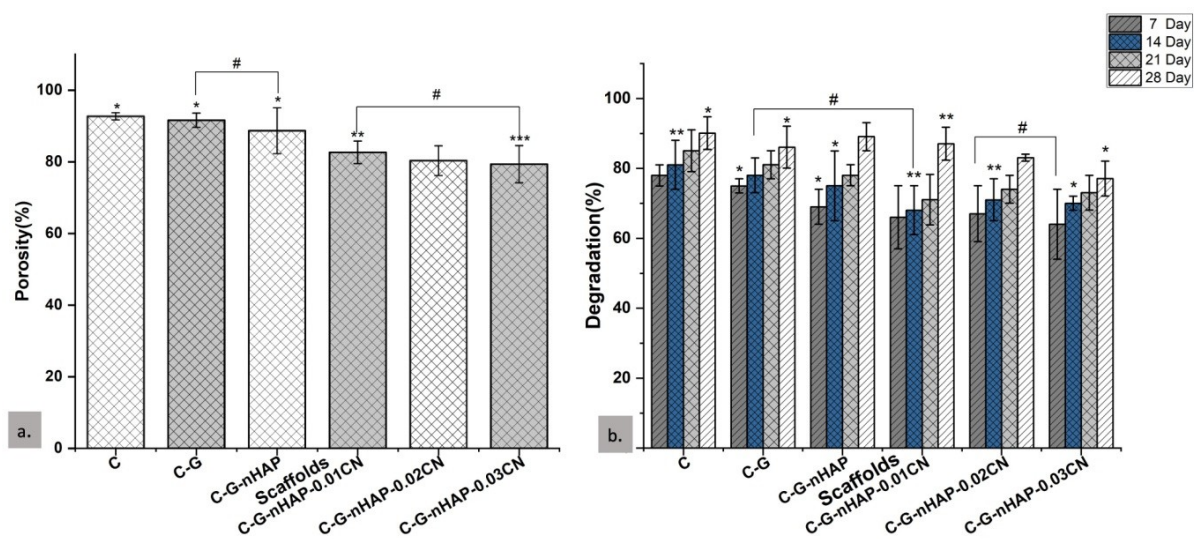 #
#
*
*
*
**
***
Porosity(%)
100
80
60
40
20
0
a.
C
C-G
C-G-nHAP
C-G-nHAP-0.01CN
C-G-nHAP-0.02CN
C-G-nHAP-0.03CN
Scaffolds
7 Day
14 Day
21 Day
28 Day
#
#
**
*
*
*
*
*
**
**
**
*
*
Degradation(%)
100
80
60
40
20
b.
C
C-G
C-G-nHAP
C-G-nHAP-0.01CN
C-G-nHAP-0.02CN
C-G-nHAP-0.03CN
Scaffolds